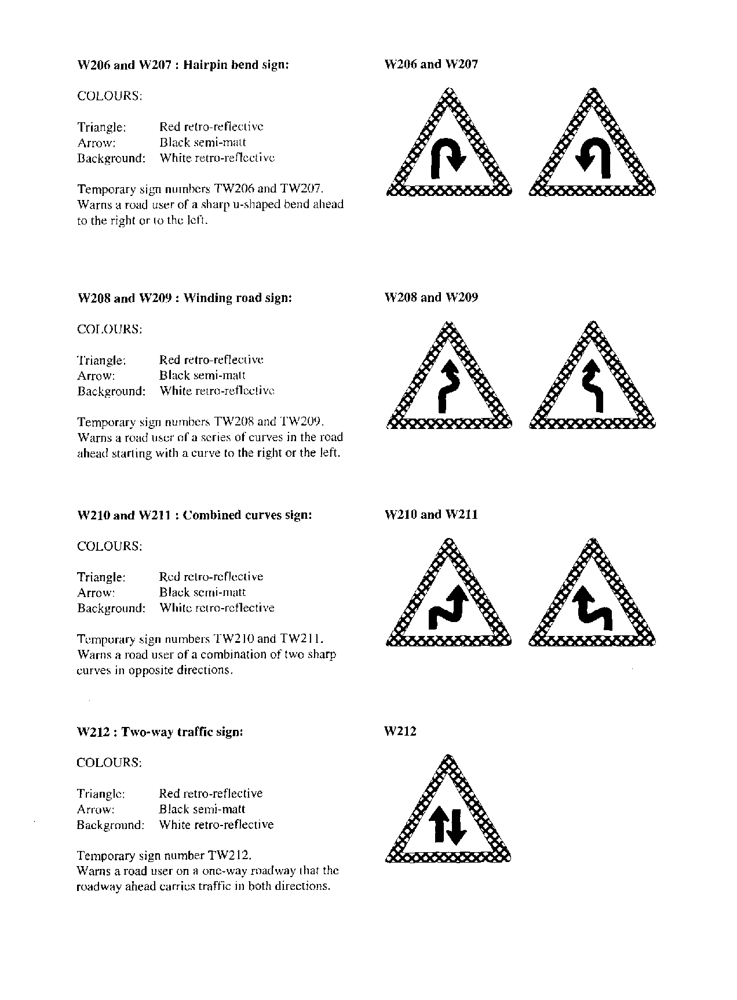 W206 and W207 : Hairpin bend sign:
W206 and W207
COLOURS:
Triangle: Red retro-reflective
Arrow: Black semi-matt
Background: White retro-reflective
Temporary sign numbers TW206 and TW207.
Warns a road user of a sharp u-shaped bend ahead
to the right or to the left.
W208 and W209 : Winding road sign:
W208 and W209
COLOURS:
Triangle: Red retro-reflective
Arrow: Black semi-matt
Background: White retro-reflective
Temporary sign numbers TW208 and TW209.
Warns a road user of a series of curves in the road
ahead starting with a curve to the right or the left.
W210 and W211 : Combined curves sign:
W210 and W211
COLOURS:
Triangle: Red retro-reflective
Arrow: Black semi-matt
Background: White retro-reflective
Temporary sign numbers TW210 and TW211.
Warns a road user of a combination of two sharp
curves in opposite directions.
W212 : Two-way traffic sign:
W212
COLOURS:
Triangle: Red retro-reflective
Arrow: Black semi-matt
Background: White retro-reflective
Temporary sign number TW212.
Warns a road user on a one-way roadway that the
roadway ahead carries traffic in both directions.